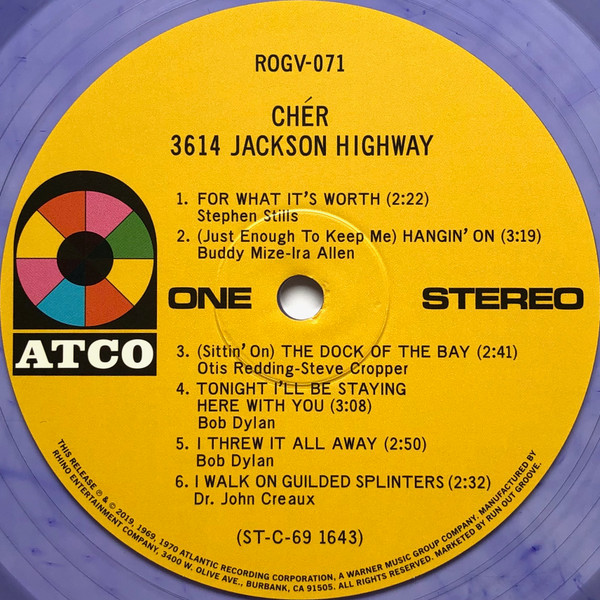 ROGV-071
CHÉR
3614 JACKSON HIGHWAY
1. FOR WHAT IT'S WORTH (2:22)
Stephen Stills
2. (Just Enough To Keep Me) HANGIN' ON (3:19)
Buddy Mize-Ira Allen
ONE STEREO
ATCO
3. (Sittin' On) THE DOCK OF THE BAY (2:41)
Otis Redding-Steve Cropper
4. TONIGHT I'LL BE STAYING
HERE WITH YOU (3:08)
Bob Dylan
5. I THREW IT ALL AWAY (2:50)
Bob Dylan
6. I WALK ON GUILDED SPLINTERS (2:32)
Dr. John Creaux
(ST-C-69 1643)
THIS RELEASE ℗ & © 2019, 1969, 1970 ATLANTIC RECORDING CORPORATION, A WARNER MUSIC GROUP COMPANY. MANUFACTURED BY
RHINO ENTERTAINMENT COMPANY, 3400 W. OLIVE AVE., BURBANK, CA 91505. ALL RIGHTS RESERVED. MARKETED BY RUN OUT GROOVE.